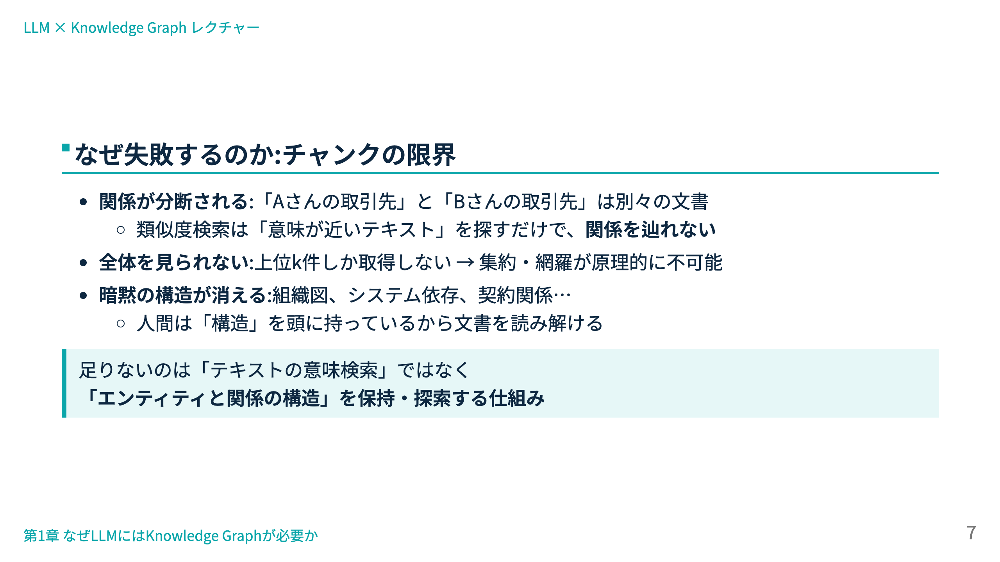 LLM × Knowledge Graph レクチャー
なぜ失敗するのか:チャンクの限界
• 関係が分断される:「Aさんの取引先」と「Bさんの取引先」は別々の文書
○ 類似度検索は「意味が近いテキスト」を探すだけで、関係を辿れない
• 全体を見られない:上位k件しか取得しない → 集約・網羅が原理的に不可能
• 暗黙の構造が消える:組織図、システム依存、契約関係…
○ 人間は「構造」を頭に持っているから文書を読み解ける
足りないのは「テキストの意味検索」ではなく
「エンティティと関係の構造」を保持・探索する仕組み
第1章 なぜLLMにはKnowledge Graphが必要か
7